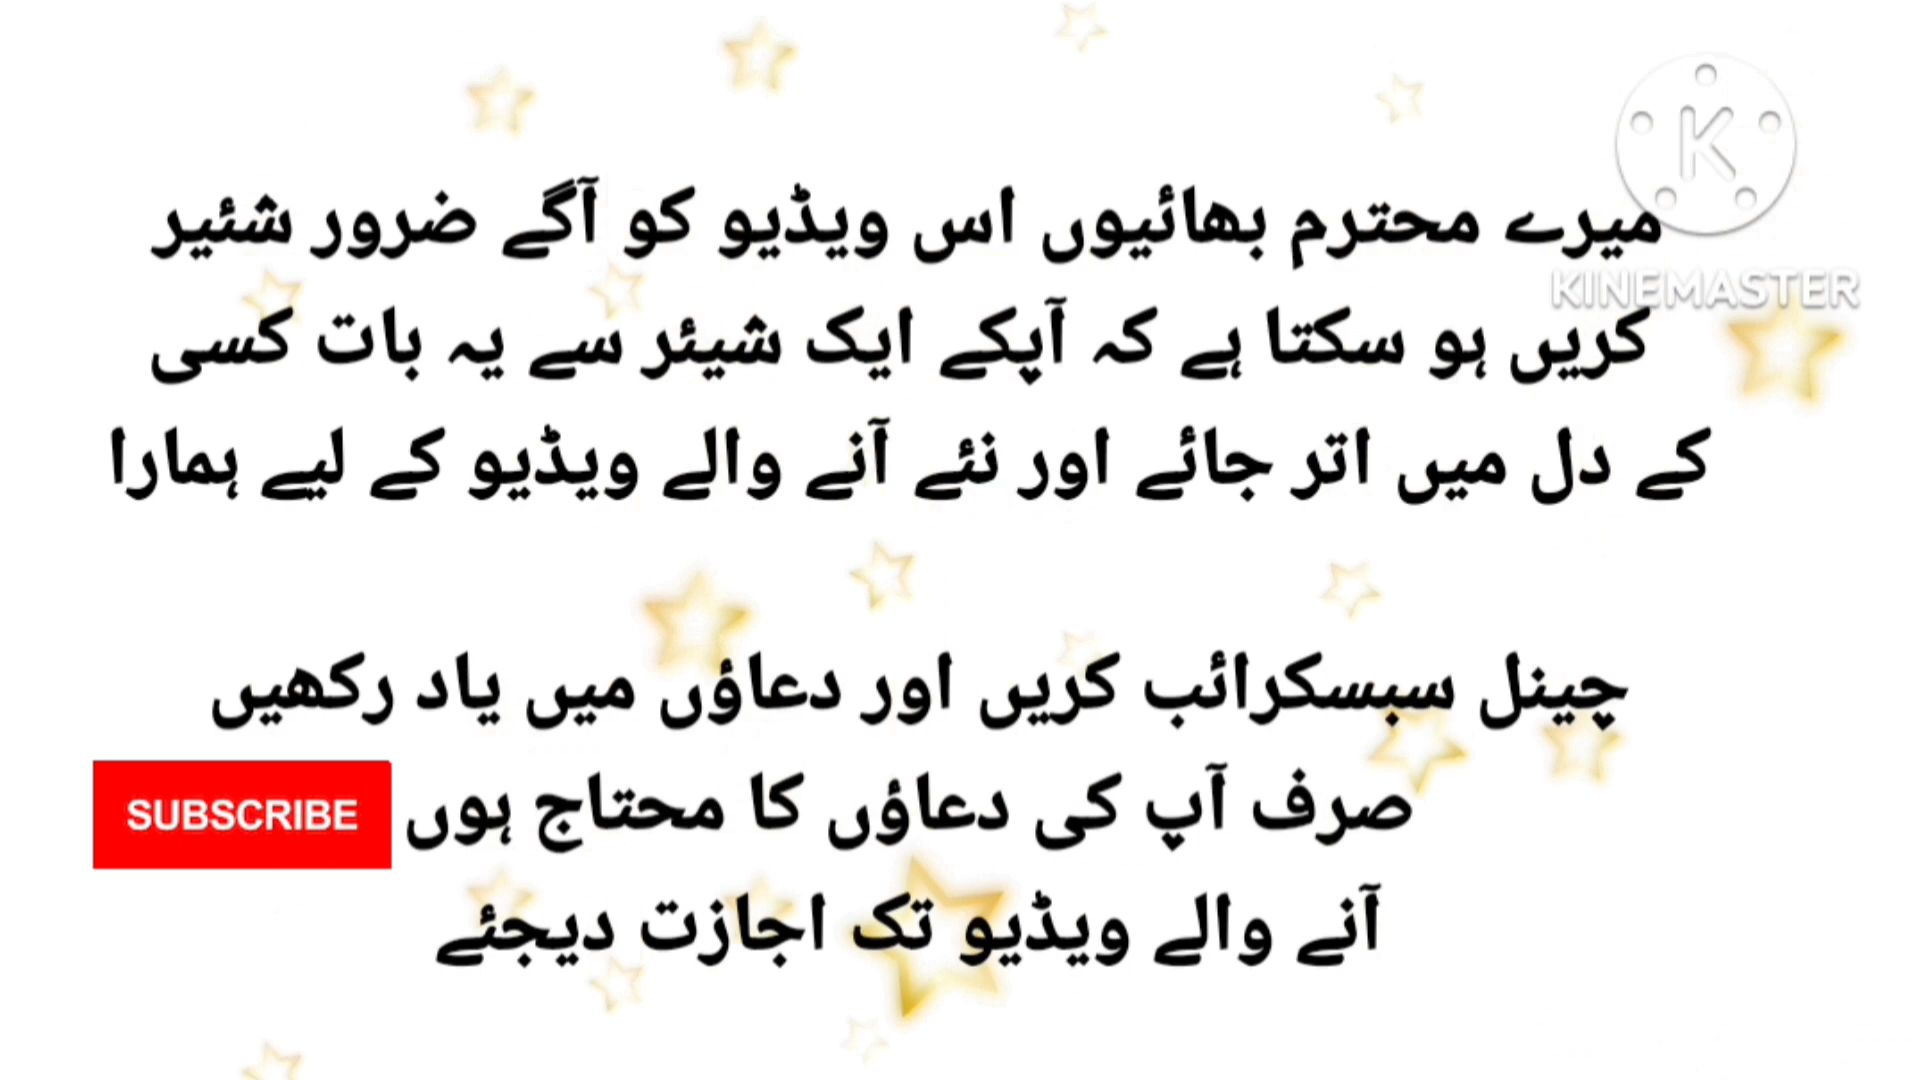 میرے محترم بھائیوں اس ویڈیو کو آگے ضرور شئیر
کریں ہو سکتا ہے کہ آپکے ایک شیئر سے یہ بات کسی
کے دل میں اتر جائے اور نئے آنے والے ویڈیو کے لیے ہمارا
چینل سبسکرائب کریں اور دعاؤں میں یاد رکھیں
صرف آپ کی دعاؤں کا محتاج ہوں
آنے والے ویڈیو تک اجازت دیجئے
SUBSCRIBE
K
KINEMASTER